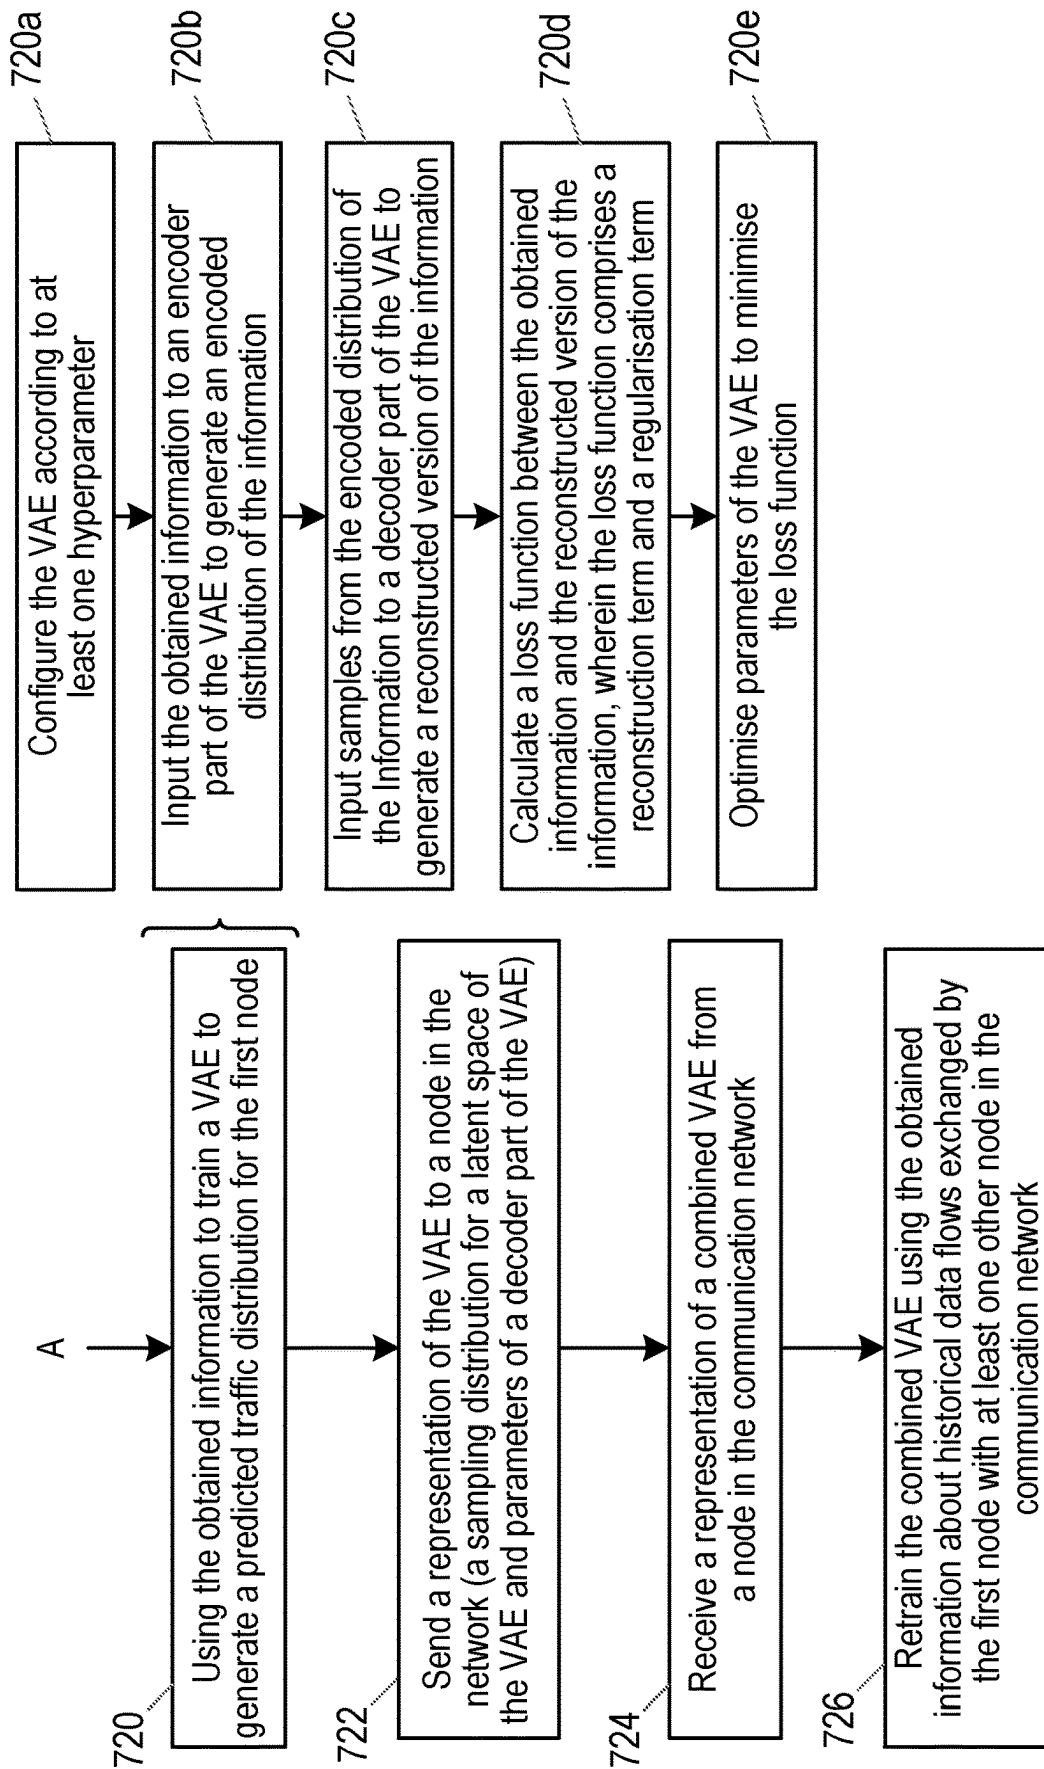 A
720
Using the obtained information to train a VAE to
generate a predicted traffic distribution for the first node
722
Send a representation of the VAE to a node in the
network (a sampling distribution for a latent space of
the VAE and parameters of a decoder part of the VAE)
724
Receive a representation of a combined VAE from
a node in the communication network
726
Retrain the combined VAE using the obtained
information about historical data flows exchanged by
the first node with at least one other node in the
communication network
720a
Configure the VAE according to at
least one hyperparameter
720b
Input the obtained information to an encoder
part of the VAE to generate an encoded
distribution of the information
720c
Input samples from the encoded distribution of
the Information to a decoder part of the VAE to
generate a reconstructed version of the information
720d
Calculate a loss function between the obtained
information and the reconstructed version of the
information, wherein the loss function comprises a
reconstruction term and a regularisation term
720e
Optimise parameters of the VAE to minimise
the loss function